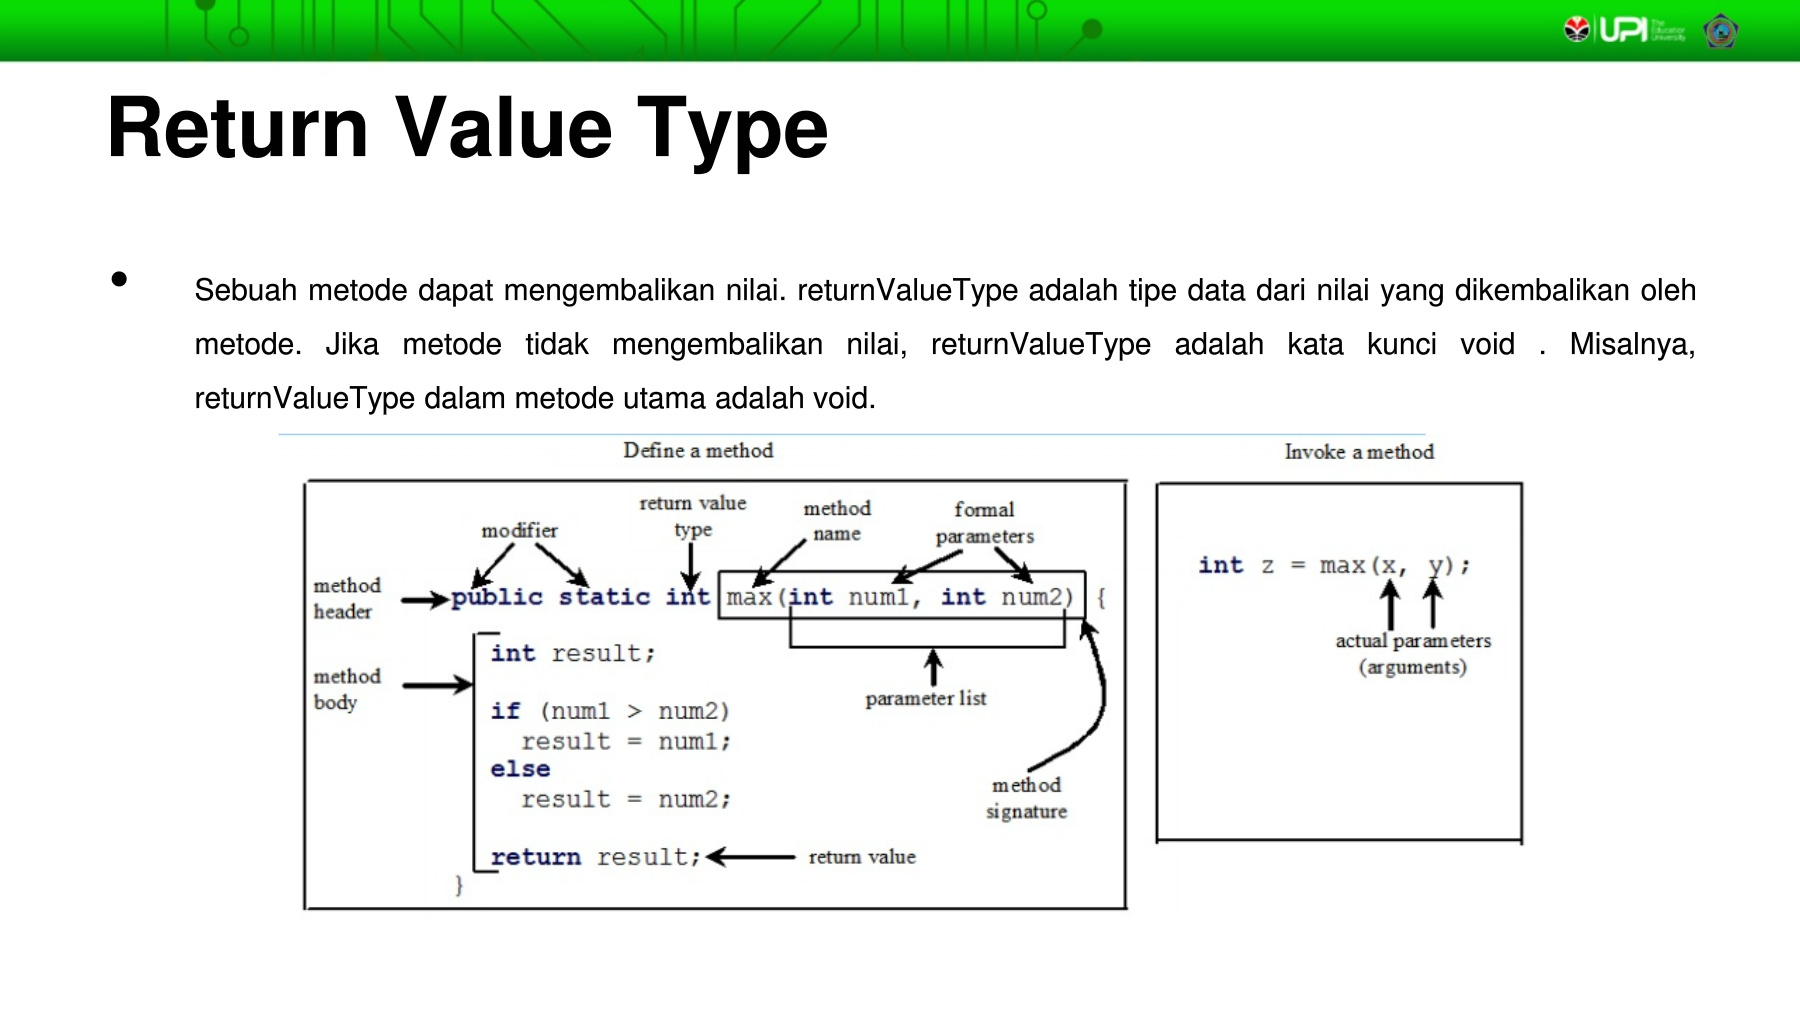 UPI
The
Education
University
Return Value Type
• Sebuah metode dapat mengembalikan nilai. returnValueType adalah tipe data dari nilai yang dikembalikan oleh
metode. Jika metode tidak mengembalikan nilai, returnValueType adalah kata kunci void . Misalnya,
returnValueType dalam metode utama adalah void.
Define a method
modifier
return value
type
method
name
formal
parameters
method
header
public static int max(int num1, int num2) {
method
body
int result;
if (num1 > num2)
result = num1;
else
result = num2;
return result;
}
return value
parameter list
method
signature
Invoke a method
int z = max(x, y);
actual parameters
(arguments)